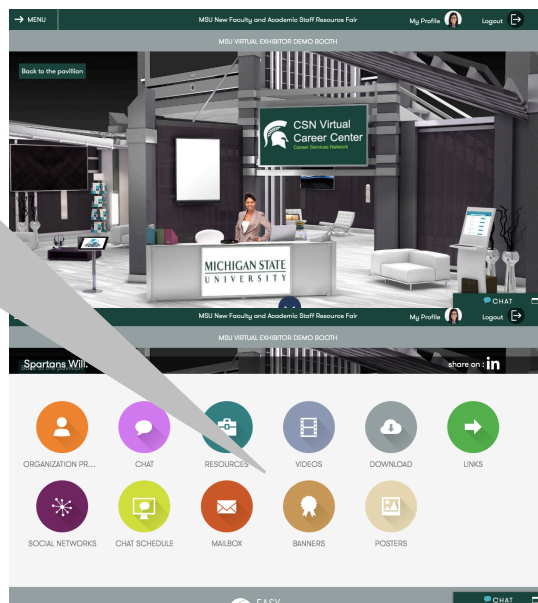 MENU
MSU New Faculty and Academic Staff Resource Fair
My Profile
Logout
MSU VIRTUAL EXHIBITOR DEMO BOOTH
Back to the pavillion
CSN Virtual
Career Center
Career Services Network
MICHIGAN STATE
UNIVERSITY
CHAT
MSU New Faculty and Academic Staff Resource Fair
My Profile
Logout
MSU VIRTUAL EXHIBITOR DEMO BOOTH
Spartans Will.
share on : in
ORGANIZATION PR...
CHAT
RESOURCES
VIDEOS
DOWNLOAD
LINKS
SOCIAL NETWORKS
CHAT SCHEDULE
MAILBOX
BANNERS
POSTERS
EASY
CHAT